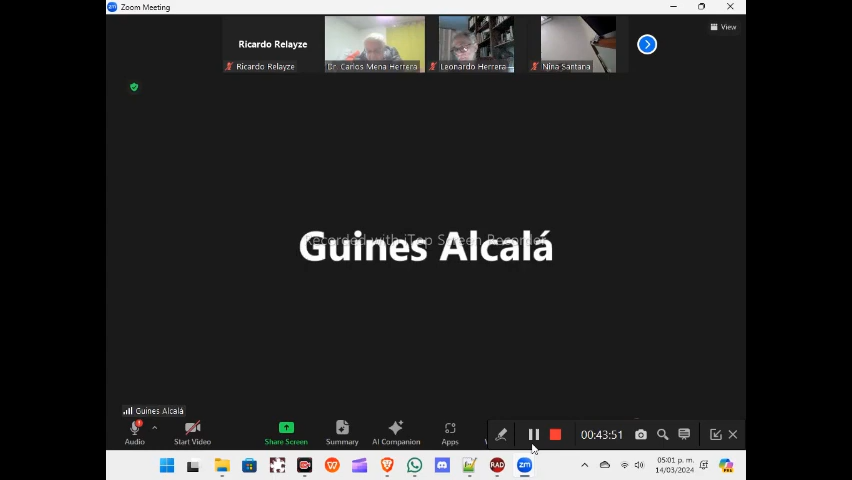 Zoom Meeting
View
Ricardo Relayze
Ricardo Relayze
Dr. Carlos Mena Herrera
Leonardo Herrera
Nina Santana
Recorded with iTop Screen Recorder
Guines Alcalá
Guines Alcalá
Audio
Start Video
Share Screen
Summary
AI Companion
Apps
00:43:51
RAD
zm
05:01 p. m.
14/03/2024